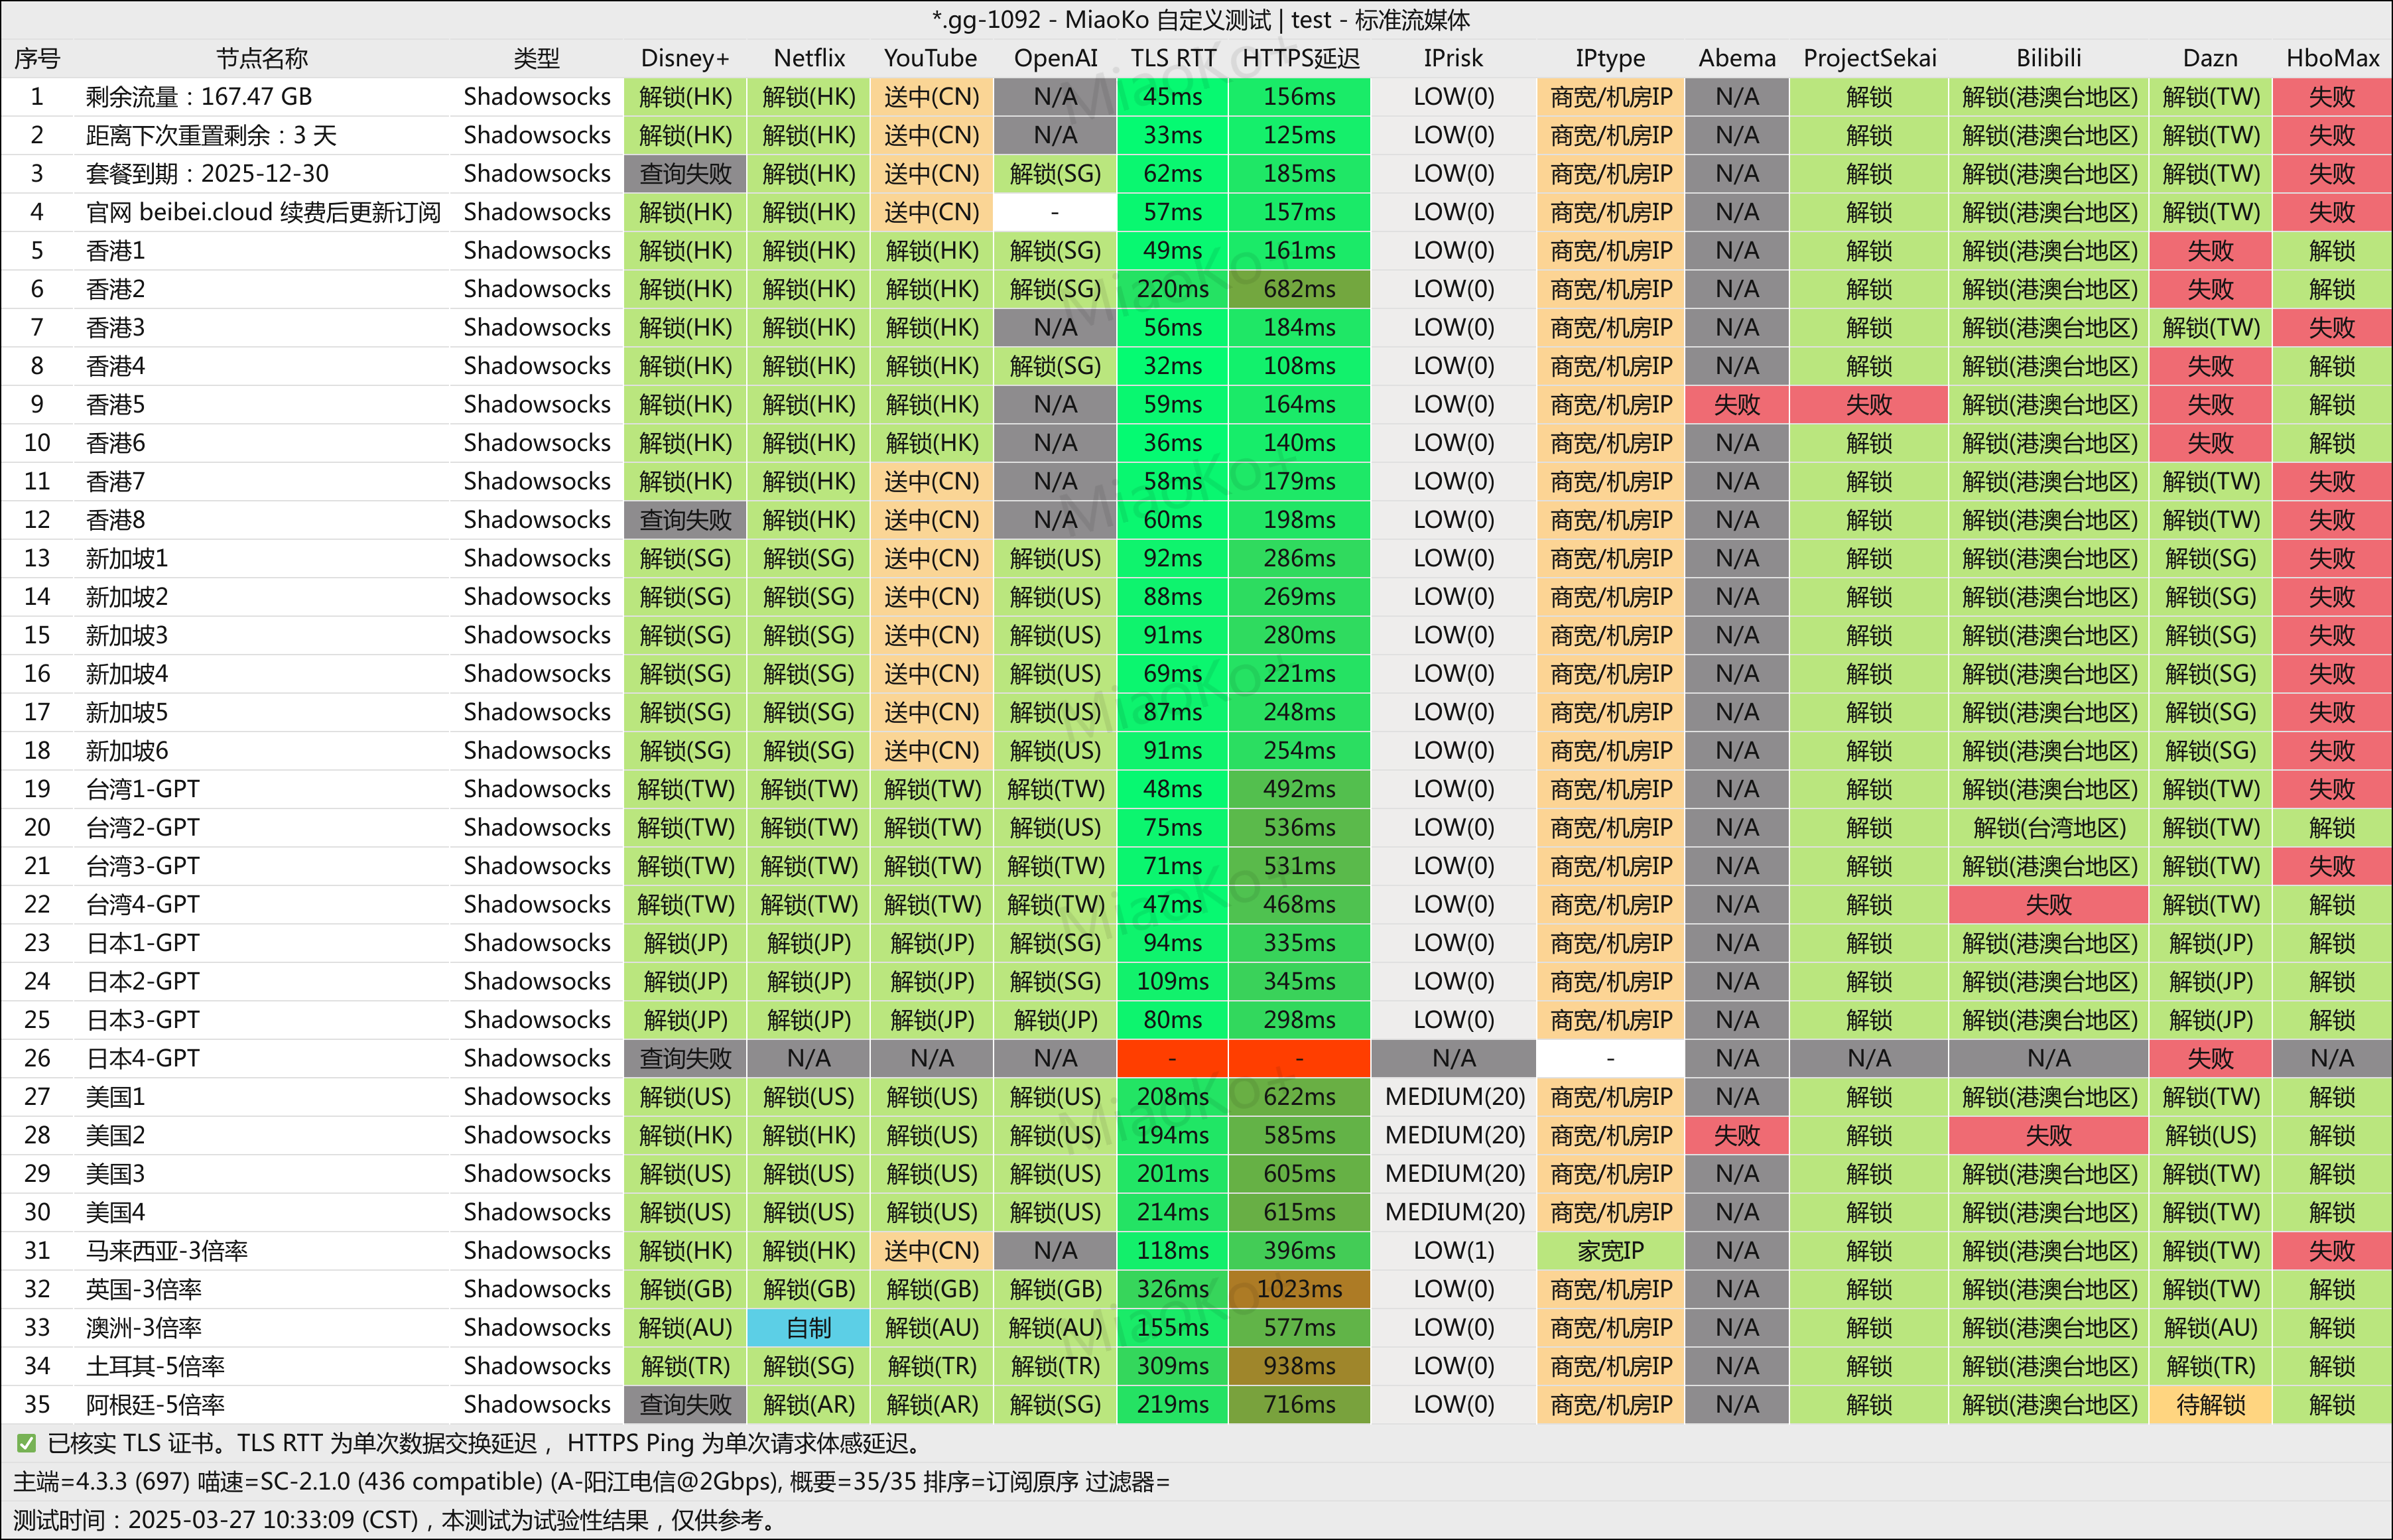 *.gg-1092 - MiaoKo 自定义测试 | test - 标准流媒体
序号 节点名称 类型 Disney+ Netflix YouTube OpenAI TLS RTT HTTPS延迟 IPrisk IPtype Abema ProjectSekai Bilibili Dazn HboMax
1 剩余流量：167.47 GB Shadowsocks 解锁(HK) 解锁(HK) 送中(CN) N/A 45ms 156ms LOW(0) 商宽/机房IP N/A 解锁 解锁(港澳台地区) 解锁(TW) 失败
2 距离下次重置剩余：3 天 Shadowsocks 解锁(HK) 解锁(HK) 送中(CN) N/A 33ms 125ms LOW(0) 商宽/机房IP N/A 解锁 解锁(港澳台地区) 解锁(TW) 失败
3 套餐到期：2025-12-30 Shadowsocks 查询失败 解锁(HK) 送中(CN) 解锁(SG) 62ms 185ms LOW(0) 商宽/机房IP N/A 解锁 解锁(港澳台地区) 解锁(TW) 失败
4 官网 beibei.cloud 续费后更新订阅 Shadowsocks 解锁(HK) 解锁(HK) 送中(CN) - 57ms 157ms LOW(0) 商宽/机房IP N/A 解锁 解锁(港澳台地区) 解锁(TW) 失败
5 香港1 Shadowsocks 解锁(HK) 解锁(HK) 解锁(HK) 解锁(SG) 49ms 161ms LOW(0) 商宽/机房IP N/A 解锁 解锁(港澳台地区) 失败 解锁
6 香港2 Shadowsocks 解锁(HK) 解锁(HK) 解锁(HK) 解锁(SG) 220ms 682ms LOW(0) 商宽/机房IP N/A 解锁 解锁(港澳台地区) 失败 解锁
7 香港3 Shadowsocks 解锁(HK) 解锁(HK) 解锁(HK) N/A 56ms 184ms LOW(0) 商宽/机房IP N/A 解锁 解锁(港澳台地区) 解锁(TW) 失败
8 香港4 Shadowsocks 解锁(HK) 解锁(HK) 解锁(HK) 解锁(SG) 32ms 108ms LOW(0) 商宽/机房IP N/A 解锁 解锁(港澳台地区) 失败 解锁
9 香港5 Shadowsocks 解锁(HK) 解锁(HK) 解锁(HK) N/A 59ms 164ms LOW(0) 商宽/机房IP 失败 失败 解锁(港澳台地区) 失败 解锁
10 香港6 Shadowsocks 解锁(HK) 解锁(HK) 解锁(HK) N/A 36ms 140ms LOW(0) 商宽/机房IP N/A 解锁 解锁(港澳台地区) 失败 解锁
11 香港7 Shadowsocks 解锁(HK) 解锁(HK) 送中(CN) N/A 58ms 179ms LOW(0) 商宽/机房IP N/A 解锁 解锁(港澳台地区) 解锁(TW) 失败
12 香港8 Shadowsocks 查询失败 解锁(HK) 送中(CN) N/A 60ms 198ms LOW(0) 商宽/机房IP N/A 解锁 解锁(港澳台地区) 解锁(TW) 失败
13 新加坡1 Shadowsocks 解锁(SG) 解锁(SG) 送中(CN) 解锁(US) 92ms 286ms LOW(0) 商宽/机房IP N/A 解锁 解锁(港澳台地区) 解锁(SG) 失败
14 新加坡2 Shadowsocks 解锁(SG) 解锁(SG) 送中(CN) 解锁(US) 88ms 269ms LOW(0) 商宽/机房IP N/A 解锁 解锁(港澳台地区) 解锁(SG) 失败
15 新加坡3 Shadowsocks 解锁(SG) 解锁(SG) 送中(CN) 解锁(US) 91ms 280ms LOW(0) 商宽/机房IP N/A 解锁 解锁(港澳台地区) 解锁(SG) 失败
16 新加坡4 Shadowsocks 解锁(SG) 解锁(SG) 送中(CN) 解锁(US) 69ms 221ms LOW(0) 商宽/机房IP N/A 解锁 解锁(港澳台地区) 解锁(SG) 失败
17 新加坡5 Shadowsocks 解锁(SG) 解锁(SG) 送中(CN) 解锁(US) 87ms 248ms LOW(0) 商宽/机房IP N/A 解锁 解锁(港澳台地区) 解锁(SG) 失败
18 新加坡6 Shadowsocks 解锁(SG) 解锁(SG) 送中(CN) 解锁(US) 91ms 254ms LOW(0) 商宽/机房IP N/A 解锁 解锁(港澳台地区) 解锁(SG) 失败
19 台湾1-GPT Shadowsocks 解锁(TW) 解锁(TW) 解锁(TW) 解锁(TW) 48ms 492ms LOW(0) 商宽/机房IP N/A 解锁 解锁(港澳台地区) 解锁(TW) 失败
20 台湾2-GPT Shadowsocks 解锁(TW) 解锁(TW) 解锁(TW) 解锁(US) 75ms 536ms LOW(0) 商宽/机房IP N/A 解锁 解锁(台湾地区) 解锁(TW) 解锁
21 台湾3-GPT Shadowsocks 解锁(TW) 解锁(TW) 解锁(TW) 解锁(TW) 71ms 531ms LOW(0) 商宽/机房IP N/A 解锁 解锁(港澳台地区) 解锁(TW) 失败
22 台湾4-GPT Shadowsocks 解锁(TW) 解锁(TW) 解锁(TW) 解锁(TW) 47ms 468ms LOW(0) 商宽/机房IP N/A 解锁 失败 解锁(TW) 解锁
23 日本1-GPT Shadowsocks 解锁(JP) 解锁(JP) 解锁(JP) 解锁(SG) 94ms 335ms LOW(0) 商宽/机房IP N/A 解锁 解锁(港澳台地区) 解锁(JP) 解锁
24 日本2-GPT Shadowsocks 解锁(JP) 解锁(JP) 解锁(JP) 解锁(SG) 109ms 345ms LOW(0) 商宽/机房IP N/A 解锁 解锁(港澳台地区) 解锁(JP) 解锁
25 日本3-GPT Shadowsocks 解锁(JP) 解锁(JP) 解锁(JP) 解锁(JP) 80ms 298ms LOW(0) 商宽/机房IP N/A 解锁 解锁(港澳台地区) 解锁(JP) 解锁
26 日本4-GPT Shadowsocks 查询失败 N/A N/A N/A - - N/A - N/A N/A N/A 失败 N/A
27 美国1 Shadowsocks 解锁(US) 解锁(US) 解锁(US) 解锁(US) 208ms 622ms MEDIUM(20) 商宽/机房IP N/A 解锁 解锁(港澳台地区) 解锁(TW) 解锁
28 美国2 Shadowsocks 解锁(HK) 解锁(HK) 解锁(US) 解锁(US) 194ms 585ms MEDIUM(20) 商宽/机房IP 失败 解锁 失败 解锁(US) 解锁
29 美国3 Shadowsocks 解锁(US) 解锁(US) 解锁(US) 解锁(US) 201ms 605ms MEDIUM(20) 商宽/机房IP N/A 解锁 解锁(港澳台地区) 解锁(TW) 解锁
30 美国4 Shadowsocks 解锁(US) 解锁(US) 解锁(US) 解锁(US) 214ms 615ms MEDIUM(20) 商宽/机房IP N/A 解锁 解锁(港澳台地区) 解锁(TW) 解锁
31 马来西亚-3倍率 Shadowsocks 解锁(HK) 解锁(HK) 送中(CN) N/A 118ms 396ms LOW(1) 家宽IP N/A 解锁 解锁(港澳台地区) 解锁(TW) 失败
32 英国-3倍率 Shadowsocks 解锁(GB) 解锁(GB) 解锁(GB) 解锁(GB) 326ms 1023ms LOW(0) 商宽/机房IP N/A 解锁 解锁(港澳台地区) 解锁(TW) 解锁
33 澳洲-3倍率 Shadowsocks 解锁(AU) 自制 解锁(AU) 解锁(AU) 155ms 577ms LOW(0) 商宽/机房IP N/A 解锁 解锁(港澳台地区) 解锁(AU) 解锁
34 土耳其-5倍率 Shadowsocks 解锁(TR) 解锁(SG) 解锁(TR) 解锁(TR) 309ms 938ms LOW(0) 商宽/机房IP N/A 解锁 解锁(港澳台地区) 解锁(TR) 解锁
35 阿根廷-5倍率 Shadowsocks 查询失败 解锁(AR) 解锁(AR) 解锁(SG) 219ms 716ms LOW(0) 商宽/机房IP N/A 解锁 解锁(港澳台地区) 待解锁 解锁
✅ 已核实 TLS 证书。TLS RTT 为单次数据交换延迟， HTTPS Ping 为单次请求体感延迟。
主端=4.3.3 (697) 喵速=SC-2.1.0 (436 compatible) (A-阳江电信@2Gbps), 概要=35/35 排序=订阅原序 过滤器=
测试时间：2025-03-27 10:33:09 (CST)，本测试为试验性结果，仅供参考。